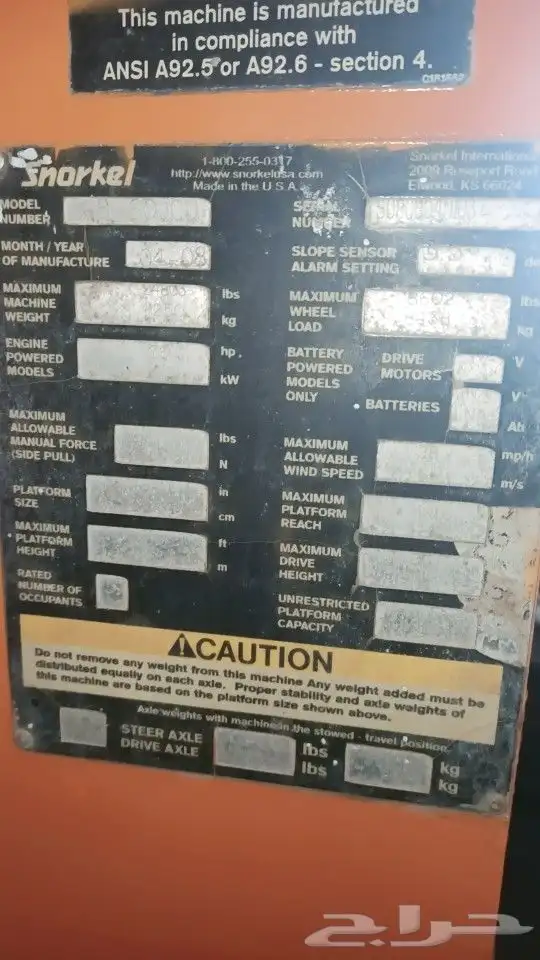 This machine is manufactured
in compliance with
ANSI A92.5 or A92.6 - section 4.
0181557
Snorkel
1-800-255-0317
http://www.snorkelusa.com
Made in the U S A
Snorkel International
2009 Roseport Road
Elwood, KS 66024
MODEL
NUMBER
SERIAL
NUMBER
MONTH / YEAR
OF MANUFACTURE
08
SLOPE SENSOR
ALARM SETTING
de
MAXIMUM
MACHINE
WEIGHT
lbs
kg
MAXIMUM
WHEEL
LOAD
lbs
kg
ENGINE
POWERED
MODELS
hp
kW
BATTERY
POWERED
MODELS
ONLY
DRIVE
MOTORS
V
BATTERIES
V
Ah
MAXIMUM
ALLOWABLE
MANUAL FORCE
(SIDE PULL)
lbs
N
MAXIMUM
ALLOWABLE
WIND SPEED
mp/h
m/s
PLATFORM
SIZE
in
cm
MAXIMUM
PLATFORM
REACH
MAXIMUM
PLATFORM
HEIGHT
ft
m
MAXIMUM
DRIVE
HEIGHT
RATED
NUMBER OF
OCCUPANTS
UNRESTRICTED
PLATFORM
CAPACITY
CAUTION
Do not remove any weight from this machine Any weight added must be
distributed equally on each axle. Proper stability and axle weights of
this machine are based on the platform size shown above.
Axle weights with machine in the stowed - travel position
STEER AXLE
DRIVE AXLE
lbs
lbs
kg
kg
حراج